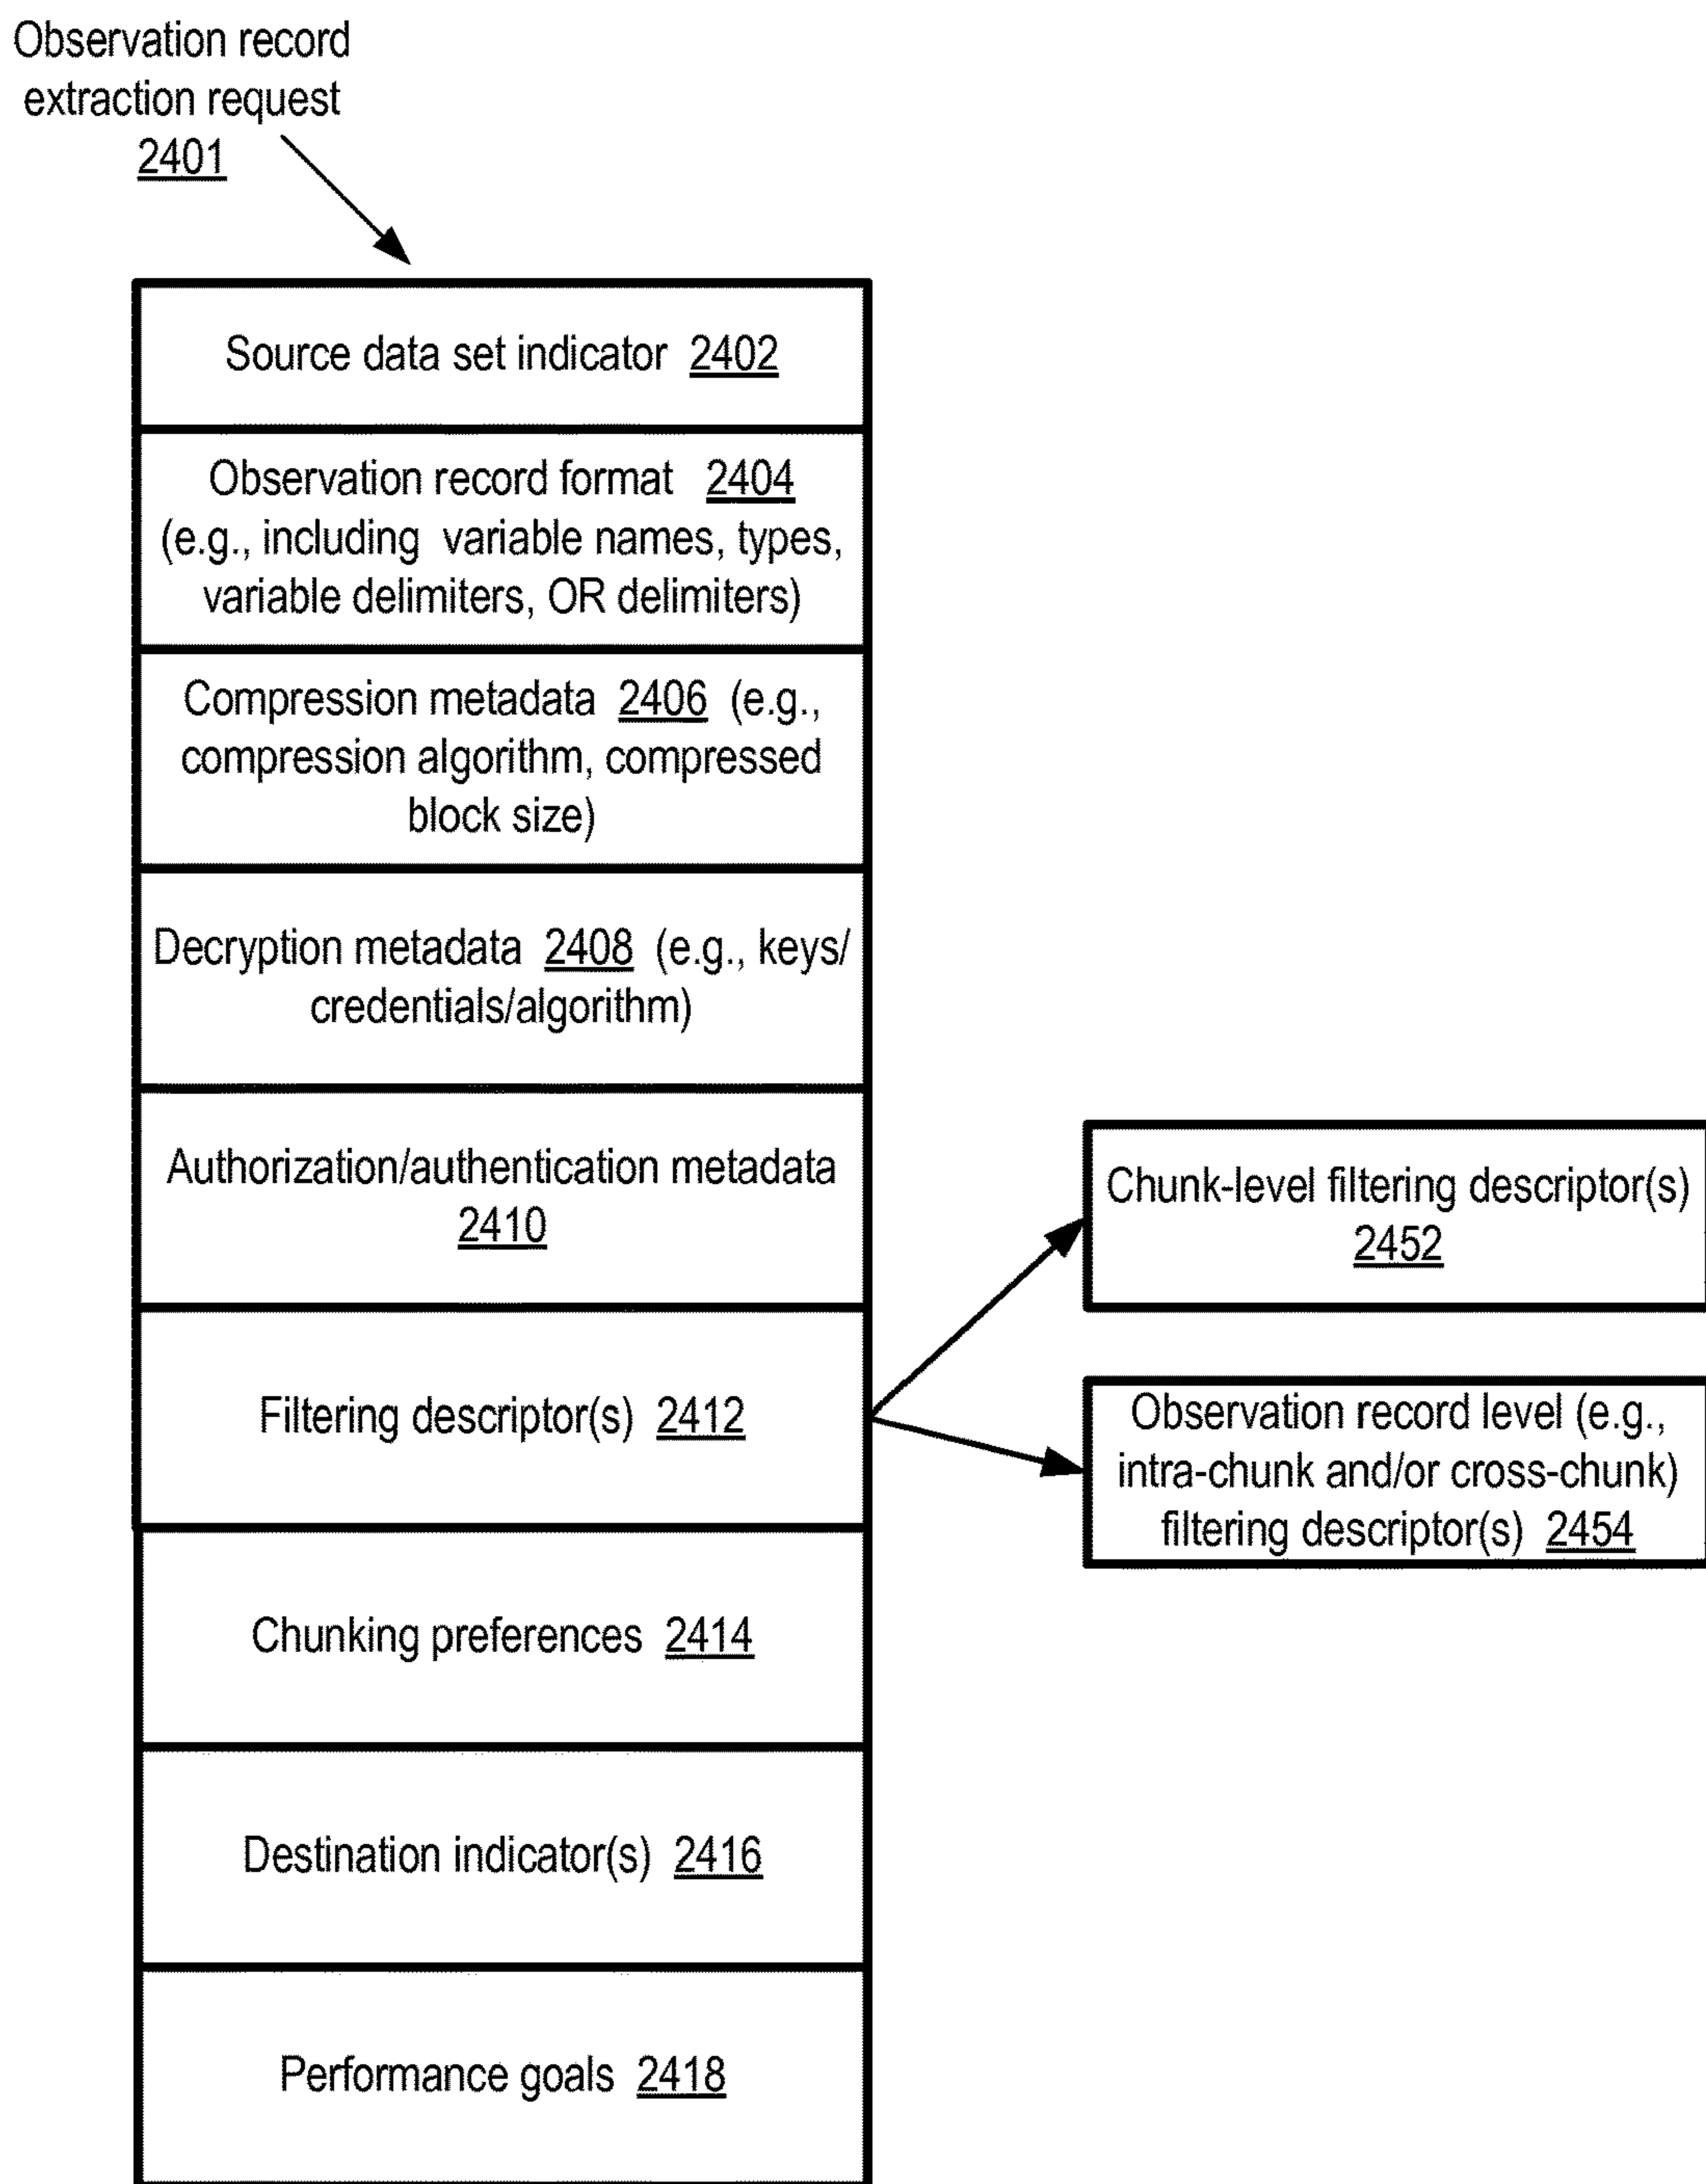 Observation record
extraction request
2401
Source data set indicator 2402
Observation record format 2404
(e.g., including variable names, types,
variable delimiters, OR delimiters)
Compression metadata 2406 (e.g.,
compression algorithm, compressed
block size)
Decryption metadata 2408 (e.g., keys/
credentials/algorithm)
Authorization/authentication metadata
2410
Chunk-level filtering descriptor(s)
2452
Filtering descriptor(s) 2412
Observation record level (e.g.,
intra-chunk and/or cross-chunk)
filtering descriptor(s) 2454
Chunking preferences 2414
Destination indicator(s) 2416
Performance goals 2418